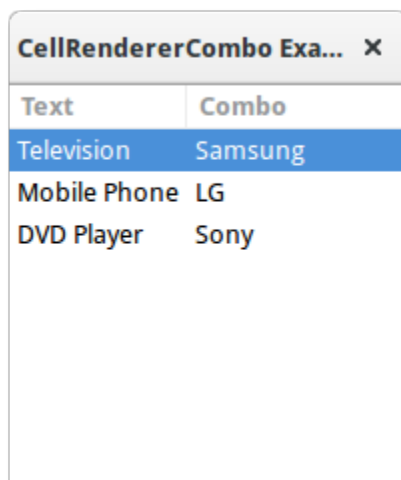 CellRendererCombo Exa...
Text Combo
Television Samsung
Mobile Phone LG
DVD Player Sony